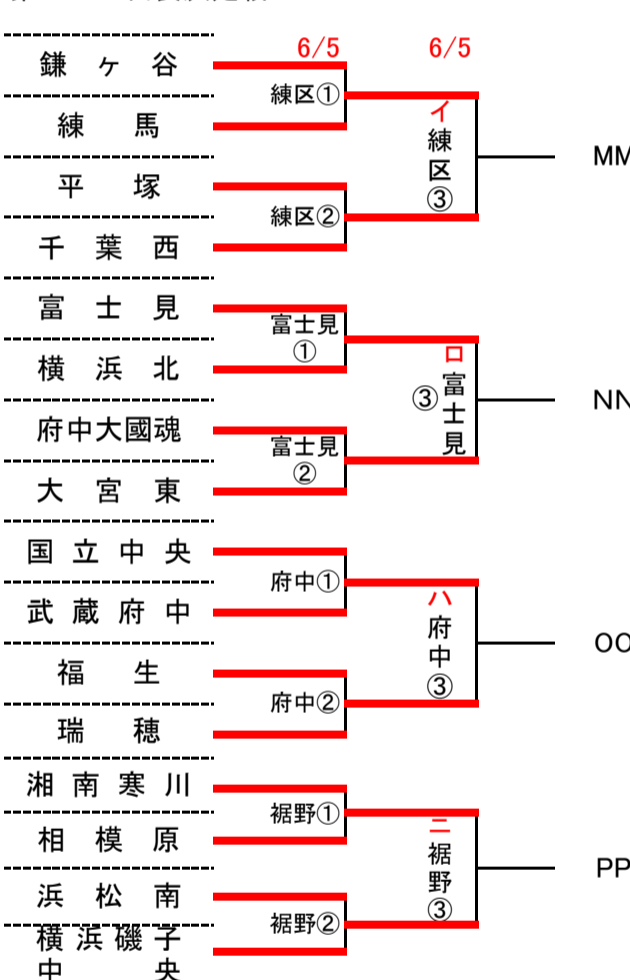 6/5 6/5
鎌ヶ谷
練馬
平塚
千葉西
富士見
横浜北
府中大國魂
大宮東
国立中央
武蔵府中
福生
瑞穂
湘南寒川
相模原
浜松南
横浜磯子
中央
練区①
練区②
富士見
①
富士見
②
府中①
府中②
裾野①
裾野②
イ練区③
ロ富士見
③
ハ府中③
ニ裾野③
MM
NN
OO
PP